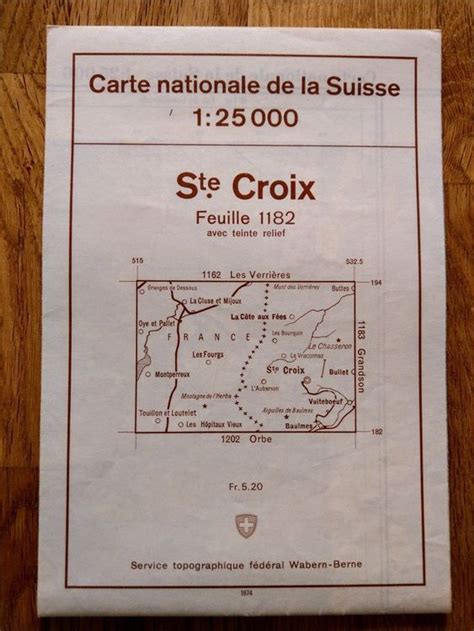 Carte nationale de la Suisse
1:25000
Ste Croix
Feuille 1182
avec teinte relief
515
532.5
1162 Les Verrières
194
Granges de Dessous
Mont des Verrières
Buttes
La Cluse et Mijoux
Oye et Pallet
La Côte aux Fées
FRANCE
Les Bourquin
Le Chasseron
1183 Grandson
Les Fourgs
La Vraconnaz
Montperreux
Ste Croix
Bullet
L'Auberson
Montagne de l'Herba
Vuiteboeuf
Touillon et Loutelet
Aiguilles de Baulmes
Les Hôpitaux Vieux
Baulmes
182
1202 Orbe
Fr. 5.20
Service topographique fédéral Wabern-Berne
1974